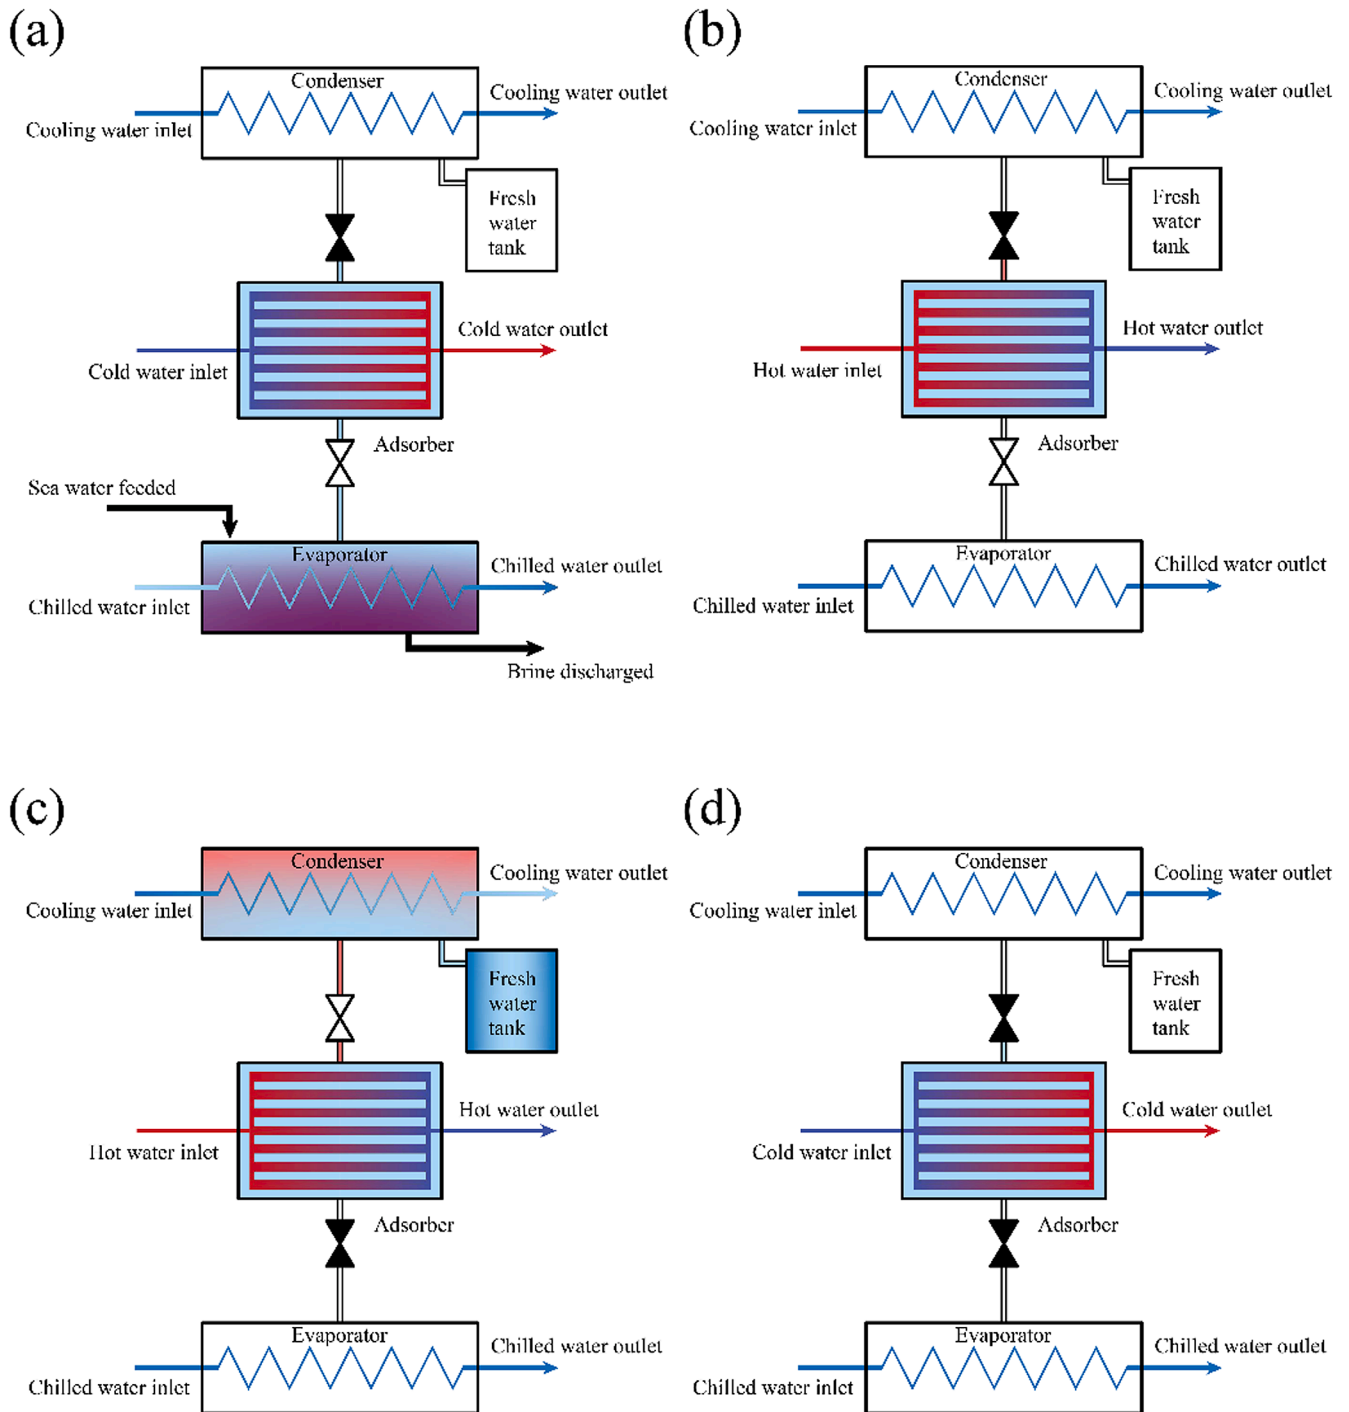 (a)
Condenser
Cooling water outlet
Cooling water inlet
Fresh
water
tank
Cold water outlet
Cold water inlet
Adsorber
Sea water feeded
Evaporator
Chilled water outlet
Chilled water inlet
Brine discharged
(b)
Condenser
Cooling water outlet
Cooling water inlet
Fresh
water
tank
Hot water outlet
Hot water inlet
Adsorber
Evaporator
Chilled water outlet
Chilled water inlet
(c)
Condenser
Cooling water outlet
Cooling water inlet
Fresh
water
tank
Hot water outlet
Hot water inlet
Adsorber
Evaporator
Chilled water outlet
Chilled water inlet
(d)
Condenser
Cooling water outlet
Cooling water inlet
Fresh
water
tank
Cold water outlet
Cold water inlet
Adsorber
Evaporator
Chilled water outlet
Chilled water inlet